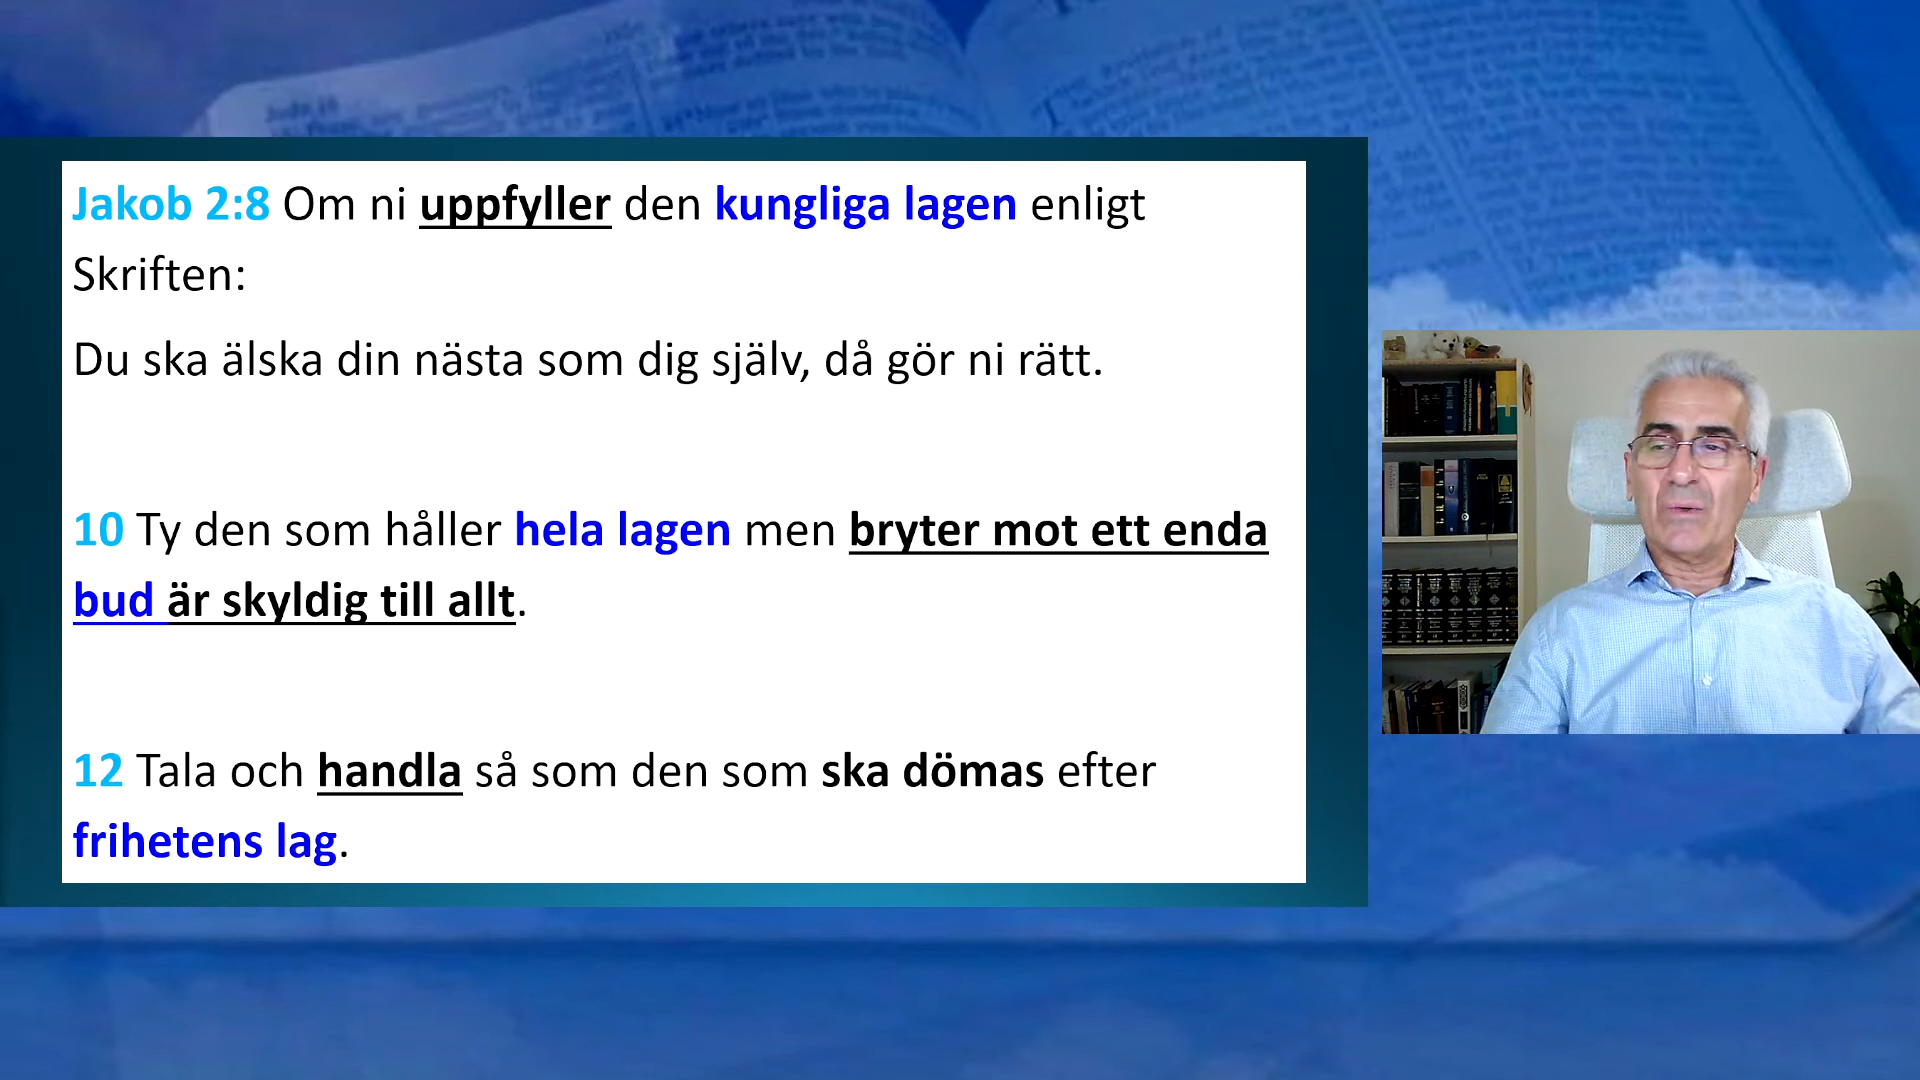 Jakob 2:8 Om ni uppfyller den kungliga lagen enligt
Skriften:
Du ska älska din nästa som dig själv, då gör ni rätt.
10 Ty den som håller hela lagen men bryter mot ett enda
bud är skyldig till allt.
12 Tala och handla så som den som ska dömas efter
frihetens lag.